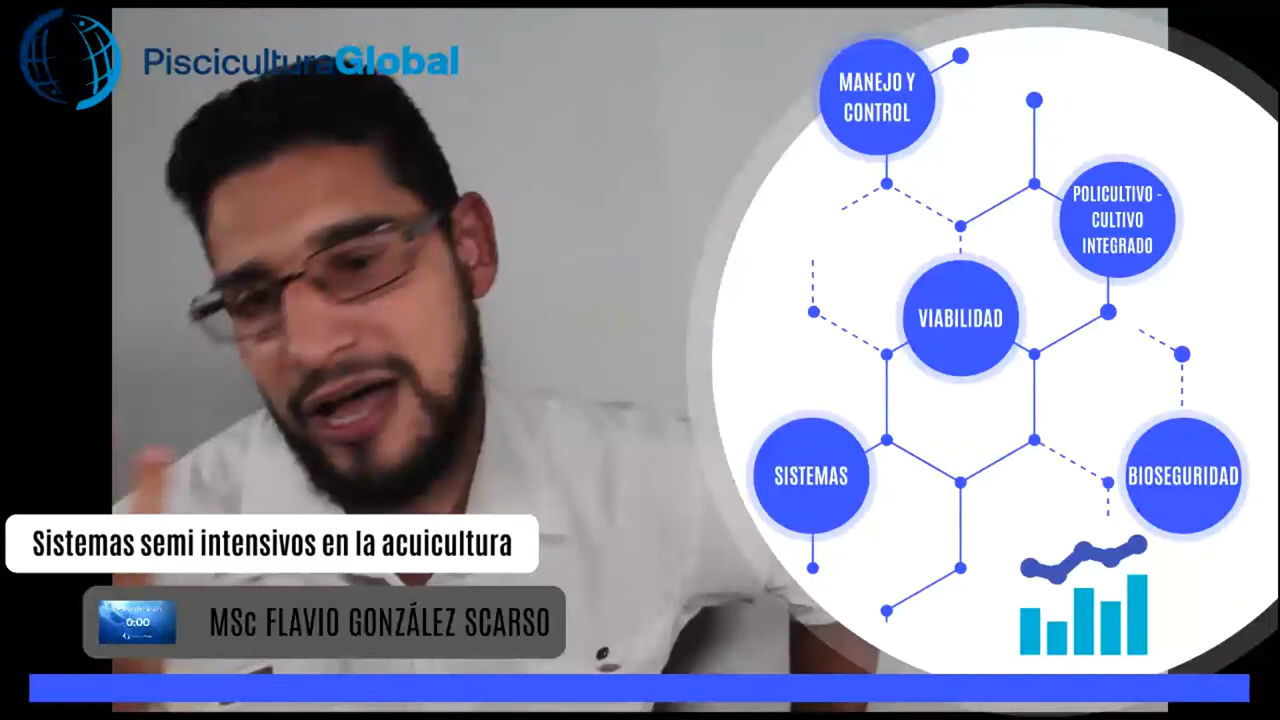 PisciculturaGlobal
MANEJO Y
CONTROL
POLICULTIVO -
CULTIVO
INTEGRADO
VIABILIDAD
SISTEMAS
BIOSEGURIDAD
Sistemas semi intensivos en la acuicultura
0:00
MSc FLAVIO GONZÁLEZ SCARSO